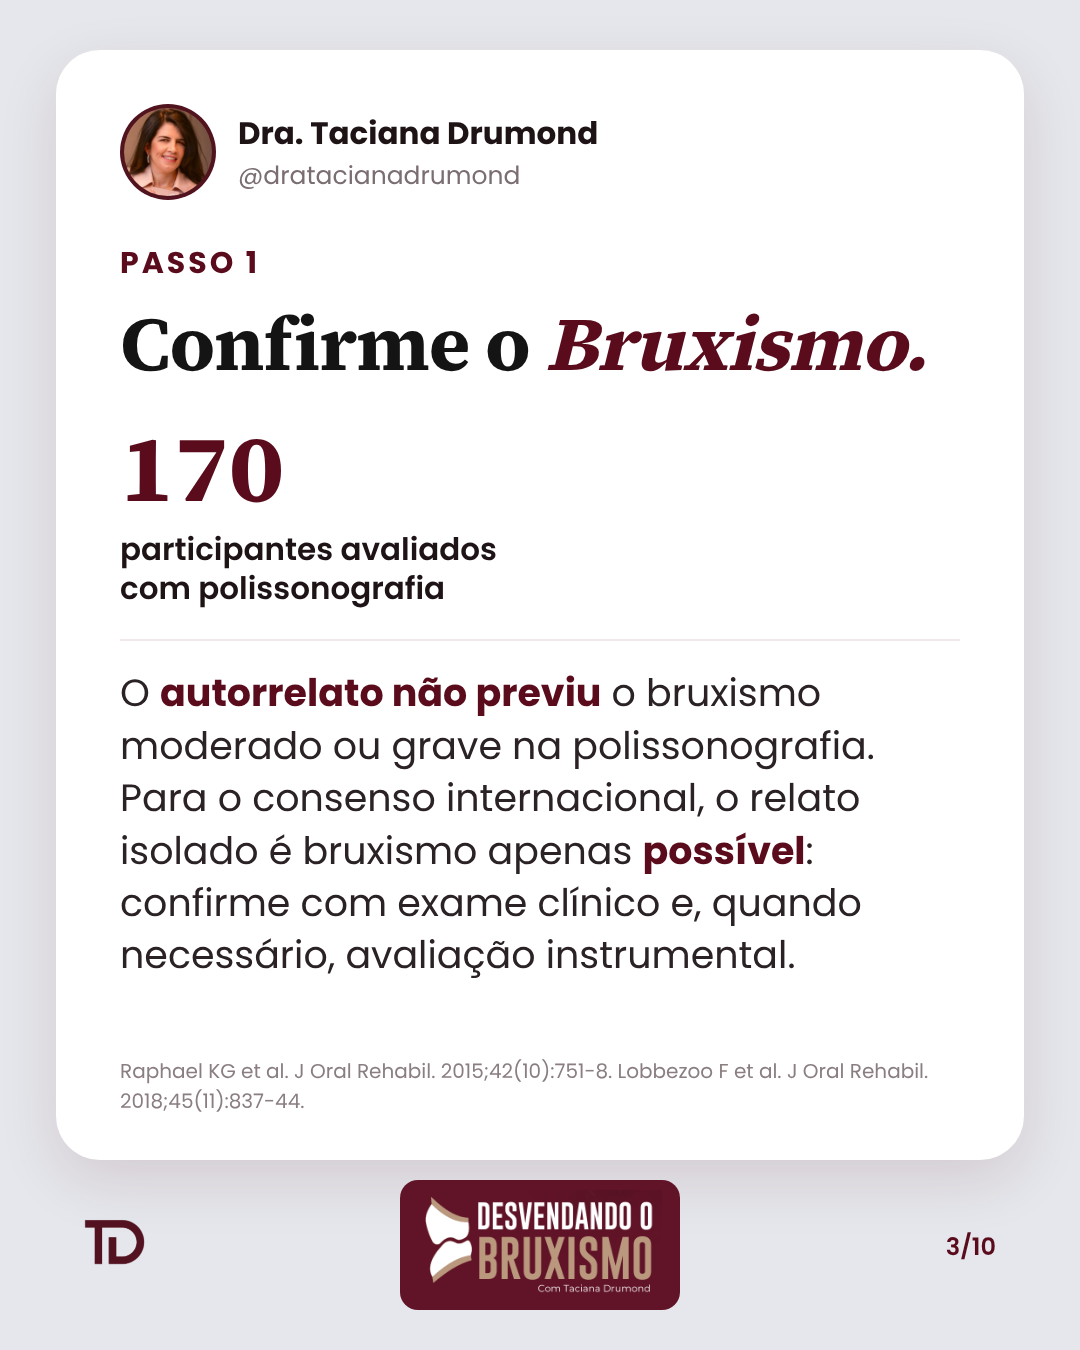 Dra. Taciana Drumond
@dratacianadrumond
PASSO 1
Confirme o Bruxismo.
170
participantes avaliados
com polissonografia
O autorrelato não previu o bruxismo
moderado ou grave na polissonografia.
Para o consenso internacional, o relato
isolado é bruxismo apenas possível:
confirme com exame clínico e, quando
necessário, avaliação instrumental.
Raphael KG et al. J Oral Rehabil. 2015;42(10):751-8. Lobbezoo F et al. J Oral Rehabil.
2018;45(11):837-44.
TD
DESVENDANDO O
BRUXISMO
Com Taciana Drumond
3/10